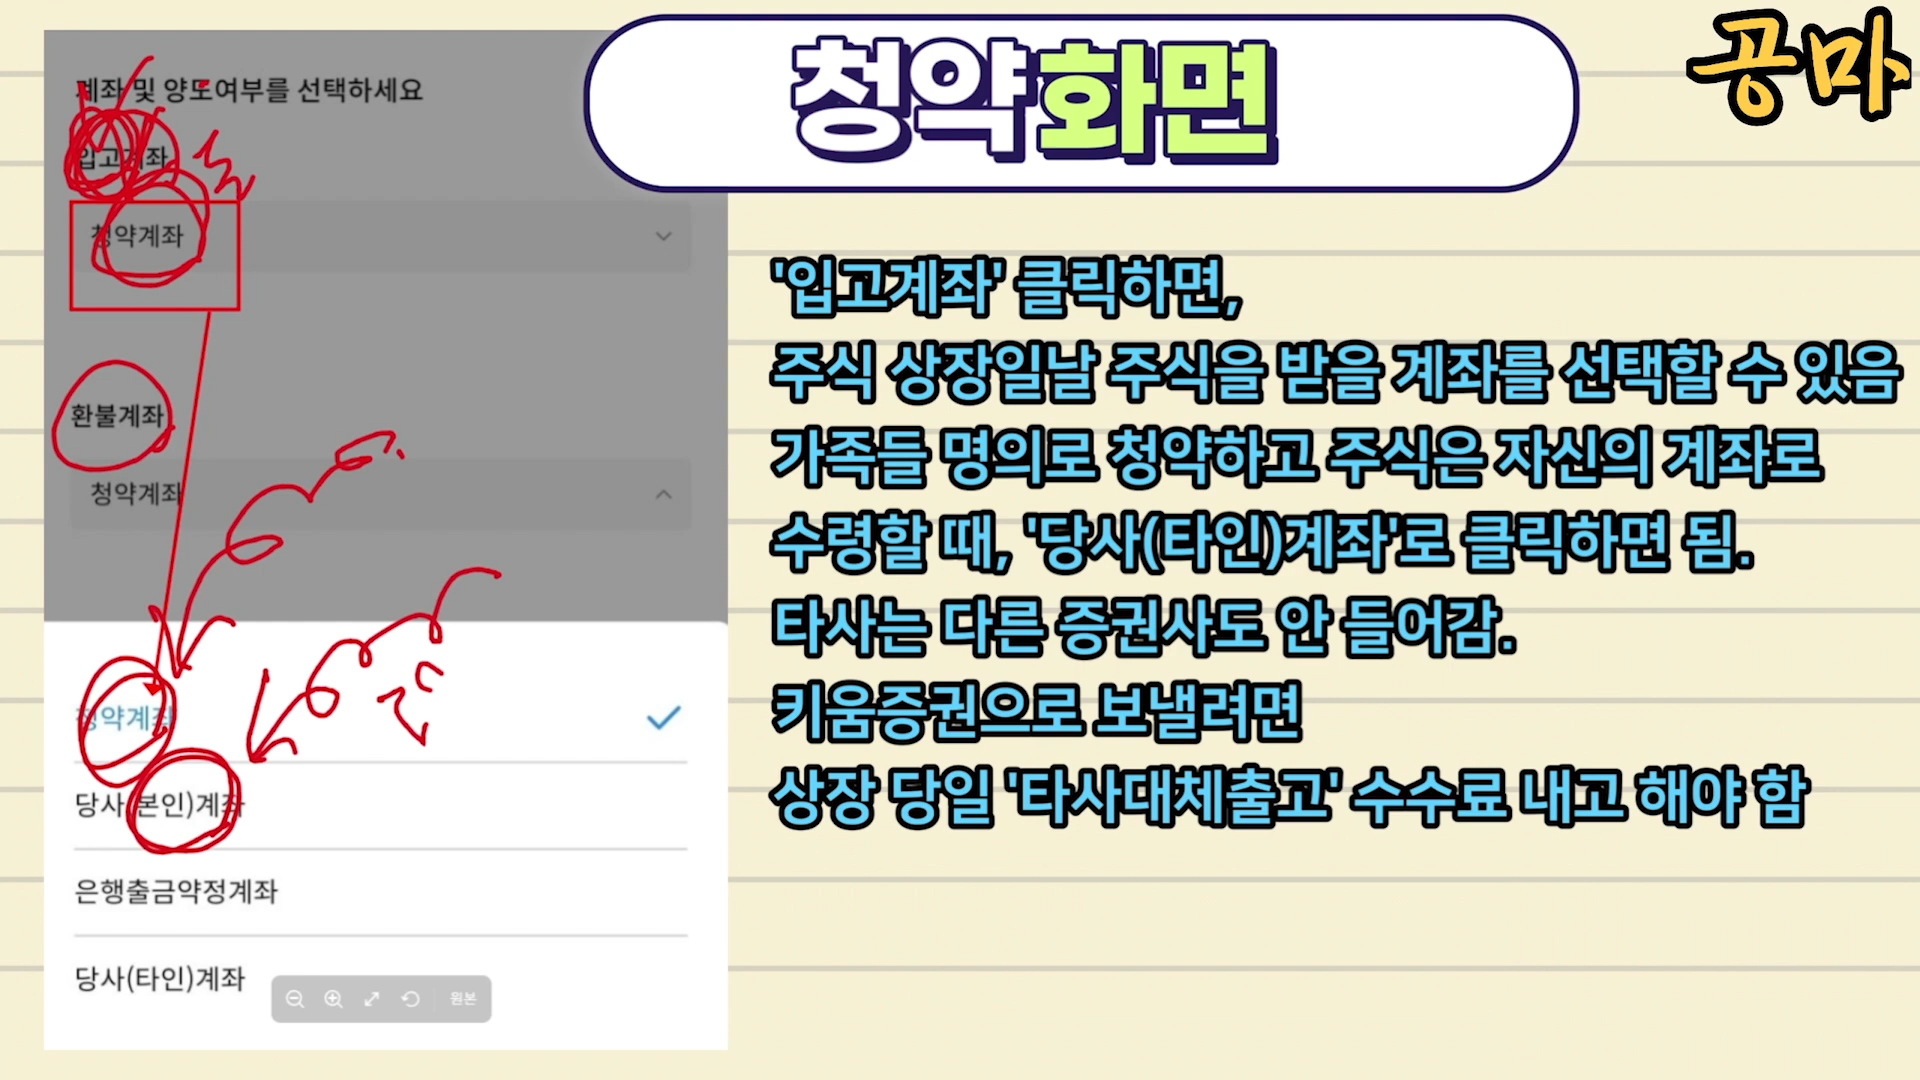 청약화면
공마
계좌 및 양도여부를 선택하세요
입고계좌
청약계좌
환불계좌
청약계좌
청약계좌
당사(본인)계좌
은행출금약정계좌
당사(타인)계좌
원본
'입고계좌' 클릭하면,
주식 상장일날 주식을 받을 계좌를 선택할 수 있음
가족들 명의로 청약하고 주식은 자신의 계좌로
수령할 때, '당사(타인)계좌'로 클릭하면 됨.
타사는 다른 증권사도 안 들어감.
키움증권으로 보낼려면
상장 당일 '타사대체출고' 수수료 내고 해야 함